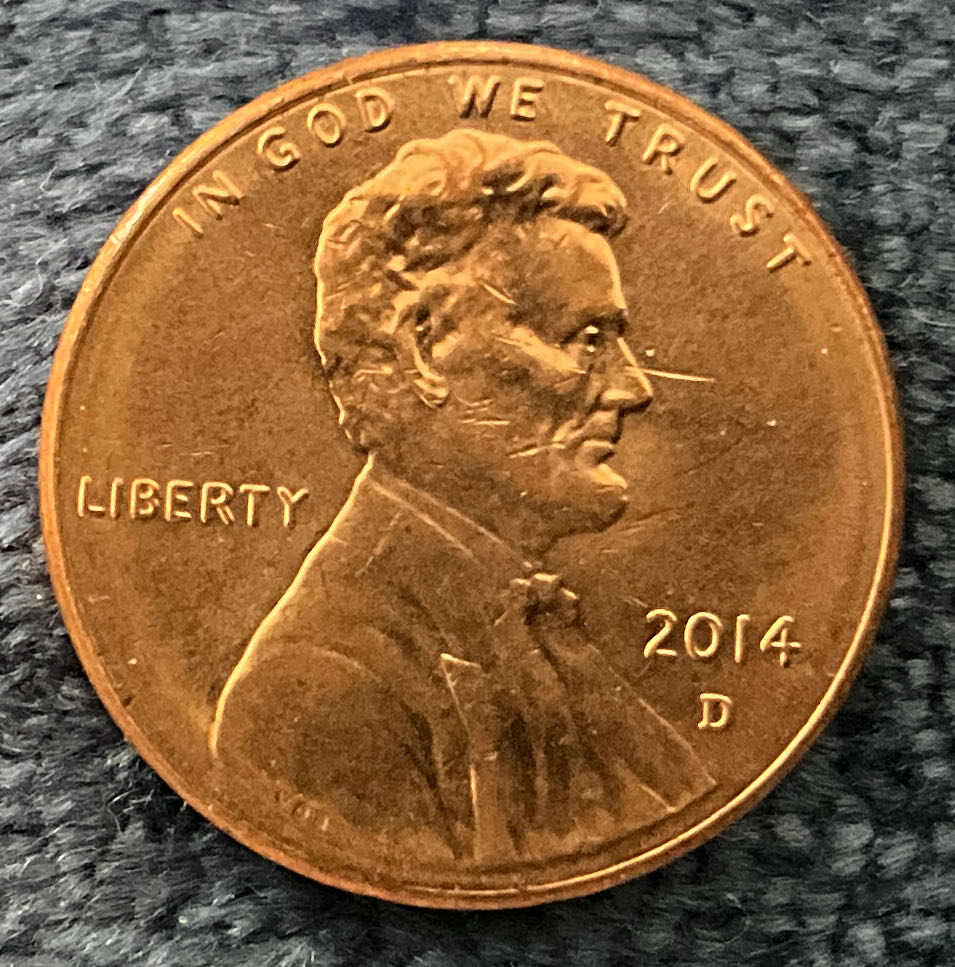 IN GOD WE TRUST
LIBERTY
2014
D